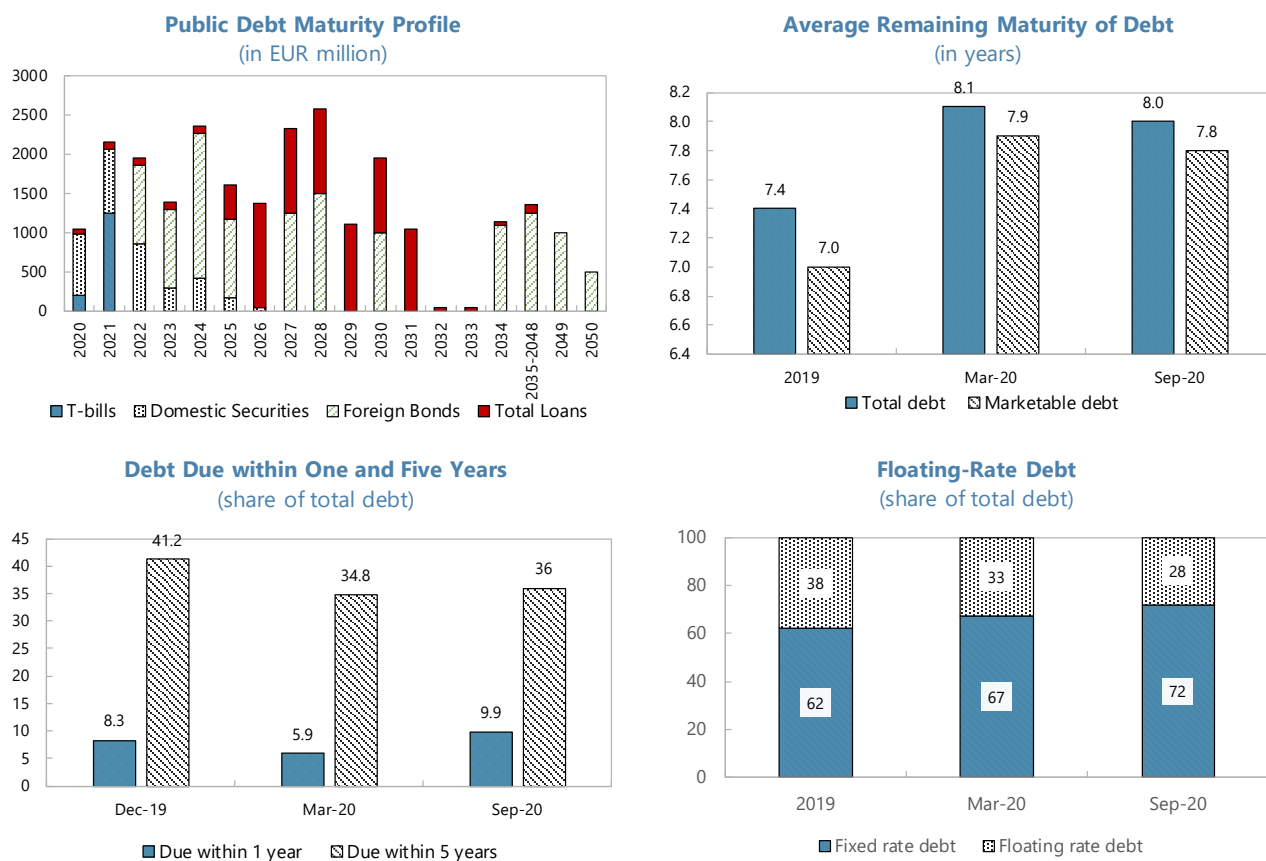 Public Debt Maturity Profile
(in EUR million)
3000
2500
2000
1500
1000
500
0
2020
2021
2022
2023
2024
2025
2026
2027
2028
2029
2030
2031
2032
2033
2034
2035-2048
2049
2050
T-bills
Domestic Securities
Foreign Bonds
Total Loans
Average Remaining Maturity of Debt
(in years)
8.2
8.0
7.8
7.6
7.4
7.2
7.0
6.8
6.6
6.4
7.4
7.0
8.1
7.9
8.0
7.8
2019
Mar-20
Sep-20
Total debt
Marketable debt
Debt Due within One and Five Years
(share of total debt)
45
40
35
30
25
20
15
10
5
0
8.3
41.2
5.9
34.8
9.9
36
Dec-19
Mar-20
Sep-20
Due within 1 year
Due within 5 years
Floating-Rate Debt
(share of total debt)
100
80
60
40
20
0
38
33
28
62
67
72
2019
Mar-20
Sep-20
Fixed rate debt
Floating rate debt